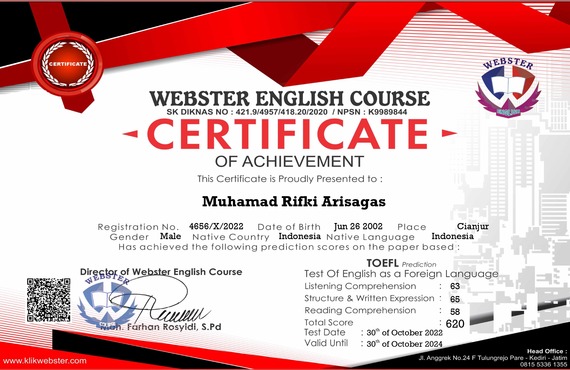 CERTIFICATE
WEBSTER
WEBSTER ENGLISH COURSE
SK DIKNAS NO : 421.9/4957/418.20/2020 / NPSN : K9989844
CERTIFICATE
OF ACHIEVEMENT
This Certificate is Proudly Presented to :
Muhamad Rifki Arisagas
Registration No. 4656/X/2022 Date of Birth Jun 26 2002 Place Cianjur
Gender Male Native Country Indonesia Native Language Indonesia
Has achieved the following prediction scores on the paper based :
TOEFL Prediction
Test Of English as a Foreign Language
Listening Comprehension : 63
Structure & Written Expression : 65
Reading Comprehension : 58
Total Score : 620
Test Date : 30th of October 2022
Valid Until : 30th of October 2024
Director of Webster English Course
WEBSTER
Moh. Farhan Rosyidi, S.Pd
www.klikwebster.com
Head Office :
Jl. Anggrek No.24 F Tulungrejo Pare - Kediri - Jatim
0815 5336 1355